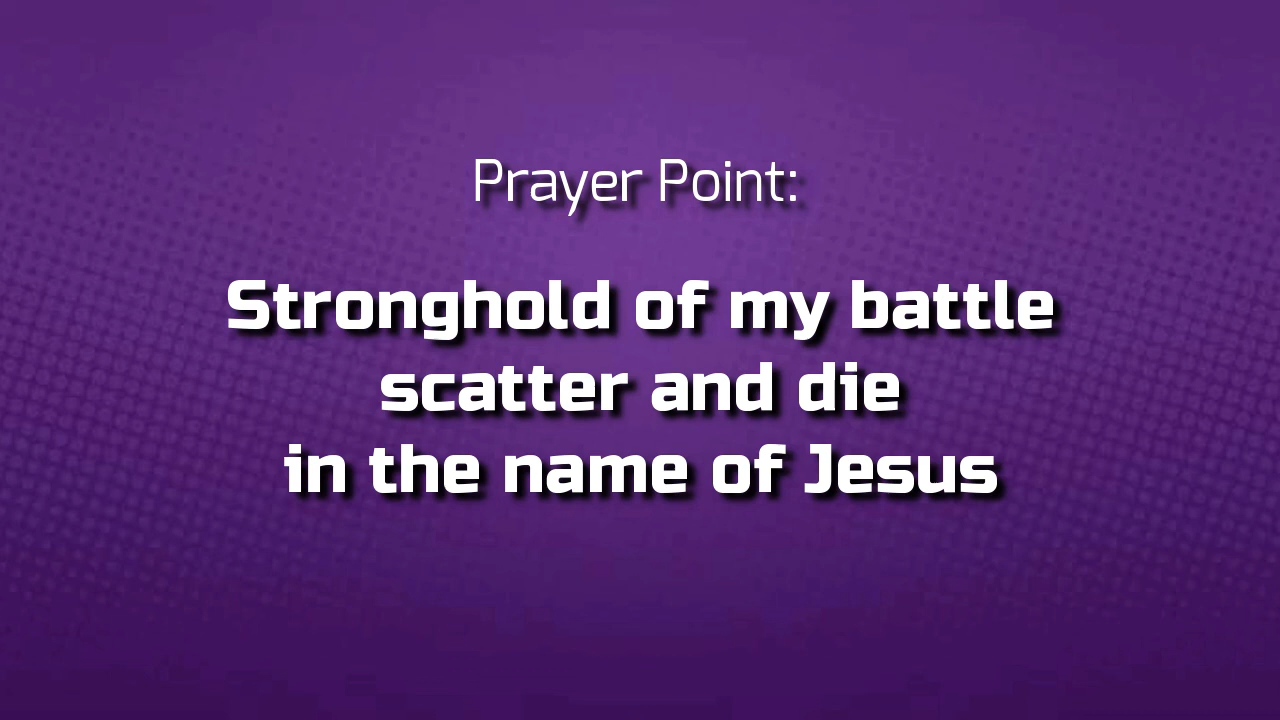 Prayer Point:
Stronghold of my battle
scatter and die
in the name of Jesus